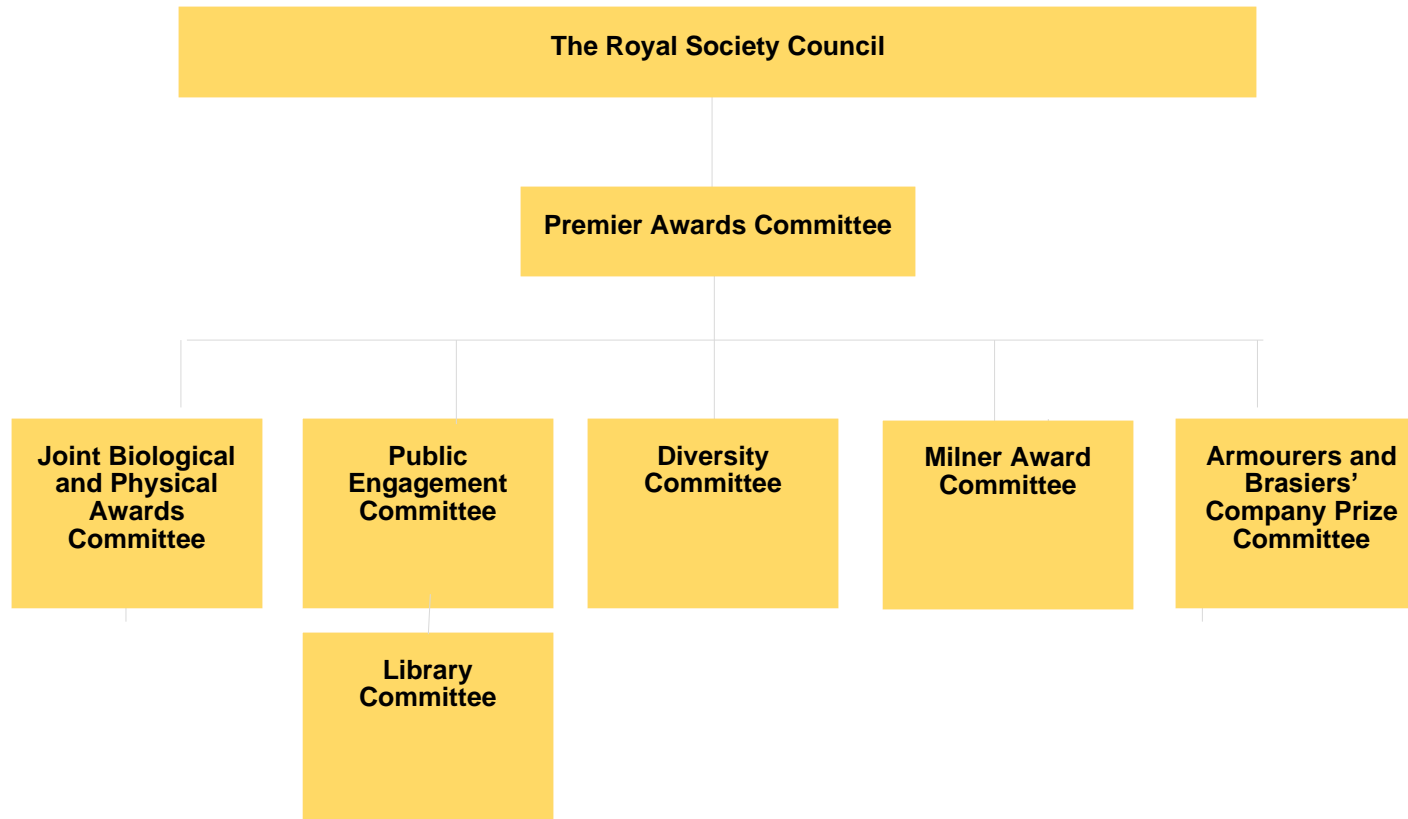 The Royal Society Council
Premier Awards Committee
Joint Biological
and Physical
Awards
Committee
Public
Engagement
Committee
Diversity
Committee
Milner Award
Committee
Armourers and
Brasiers’
Company Prize
Committee
Library
Committee